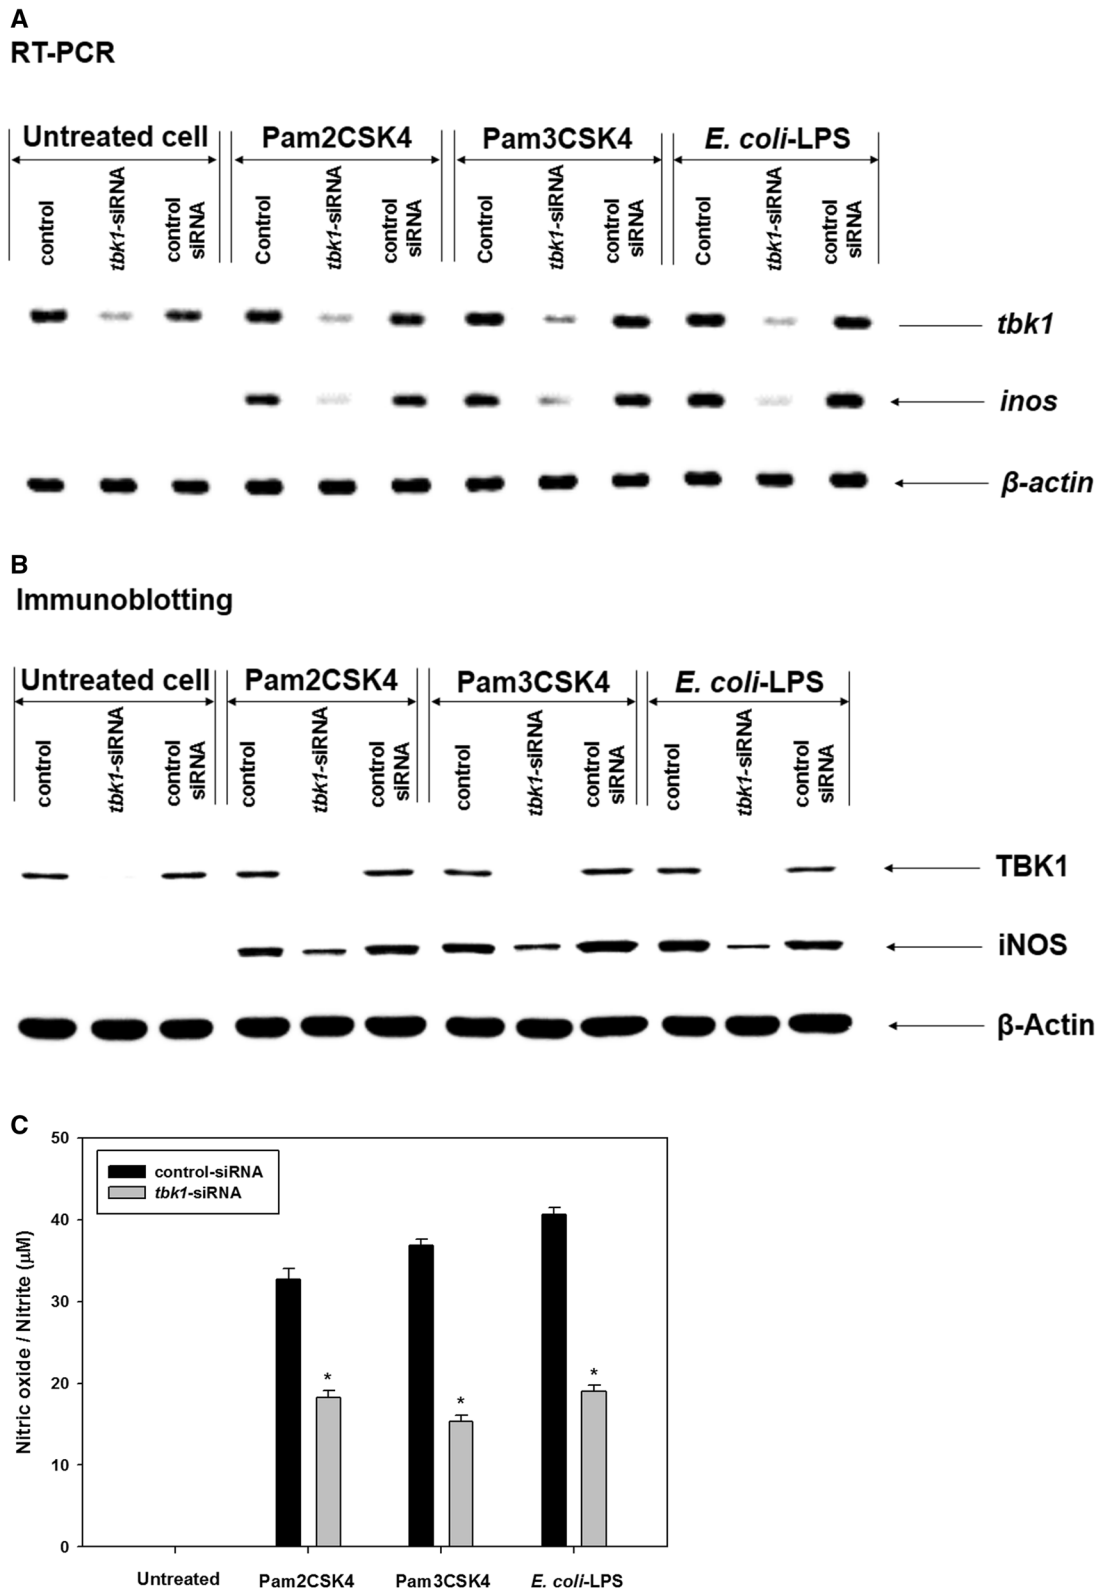 A
RT-PCR
Untreated cell Pam2CSK4 Pam3CSK4 E. coli-LPS
control tbk1-siRNA control siRNA Control tbk1-siRNA control siRNA Control tbk1-siRNA control siRNA Control tbk1-siRNA control siRNA
tbk1
inos
β-actin
B
Immunoblotting
Untreated cell Pam2CSK4 Pam3CSK4 E. coli-LPS
control tbk1-siRNA control siRNA control tbk1-siRNA control siRNA control tbk1-siRNA control siRNA control tbk1-siRNA control siRNA
TBK1
iNOS
β-Actin
C
Nitric oxide / Nitrite (μM)
50
control-siRNA
tbk1-siRNA
40
30
* * *
20
10
0
Untreated Pam2CSK4 Pam3CSK4 E. coli-LPS